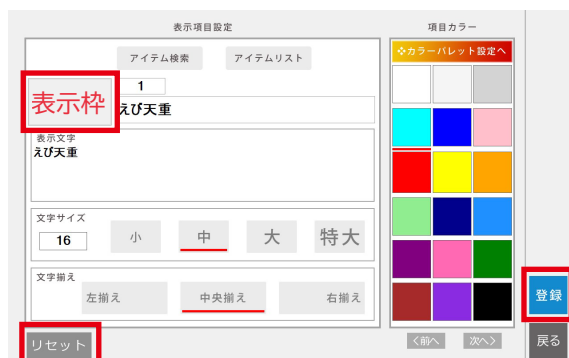 表示項目設定
項目カラー
アイテム検索 アイテムリスト
カラーパレット設定へ
表示枠
1
えび天重
表示文字
えび天重
文字サイズ
16 小 中 大 特大
文字揃え
左揃え 中央揃え 右揃え
登録
リセット
〈前へ 次へ〉
戻る